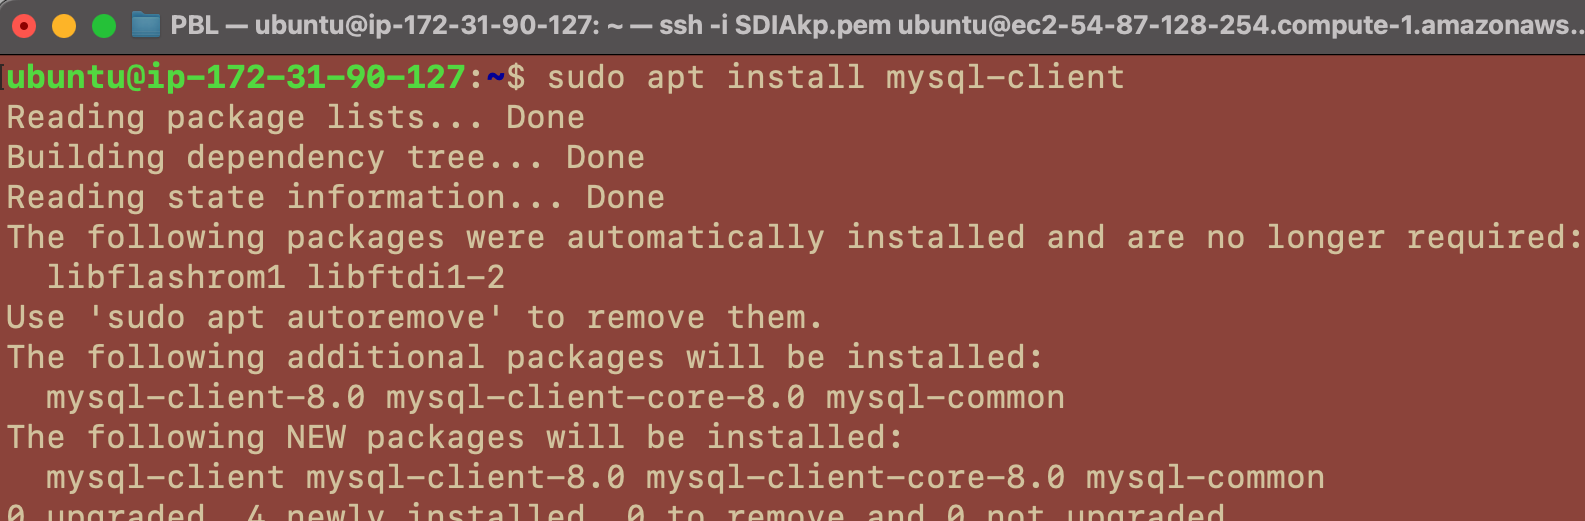 PBL — ubuntu@ip-172-31-90-127: ~ — ssh -i SDIAkp.pem ubuntu@ec2-54-87-128-254.compute-1.amazonaws...
[ubuntu@ip-172-31-90-127:~$ sudo apt install mysql-client
Reading package lists... Done
Building dependency tree... Done
Reading state information... Done
The following packages were automatically installed and are no longer required:
  libflashrom1 libftdi1-2
Use 'sudo apt autoremove' to remove them.
The following additional packages will be installed:
  mysql-client-8.0 mysql-client-core-8.0 mysql-common
The following NEW packages will be installed:
  mysql-client mysql-client-8.0 mysql-client-core-8.0 mysql-common
0 upgraded, 4 newly installed, 0 to remove and 0 not upgraded